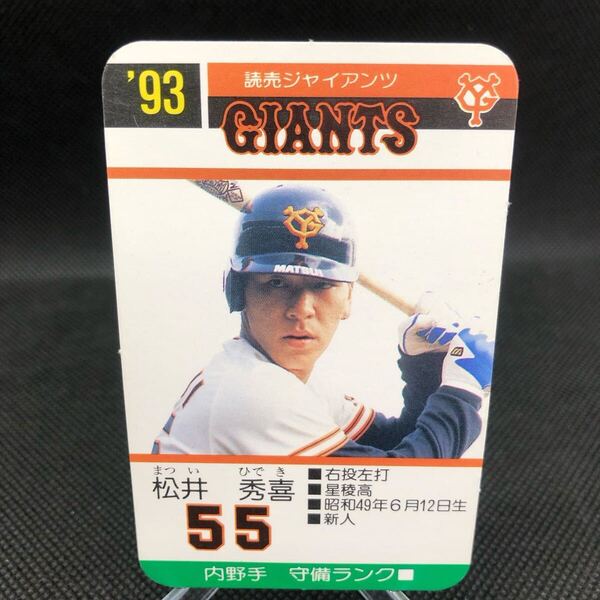 '93
読売ジャイアンツ
GIANTS
YG
MATSUI
まつい ひでき
松井 秀喜
55
■右投左打
■星稜高
■昭和49年6月12日生
■新人
内野手 守備ランク■